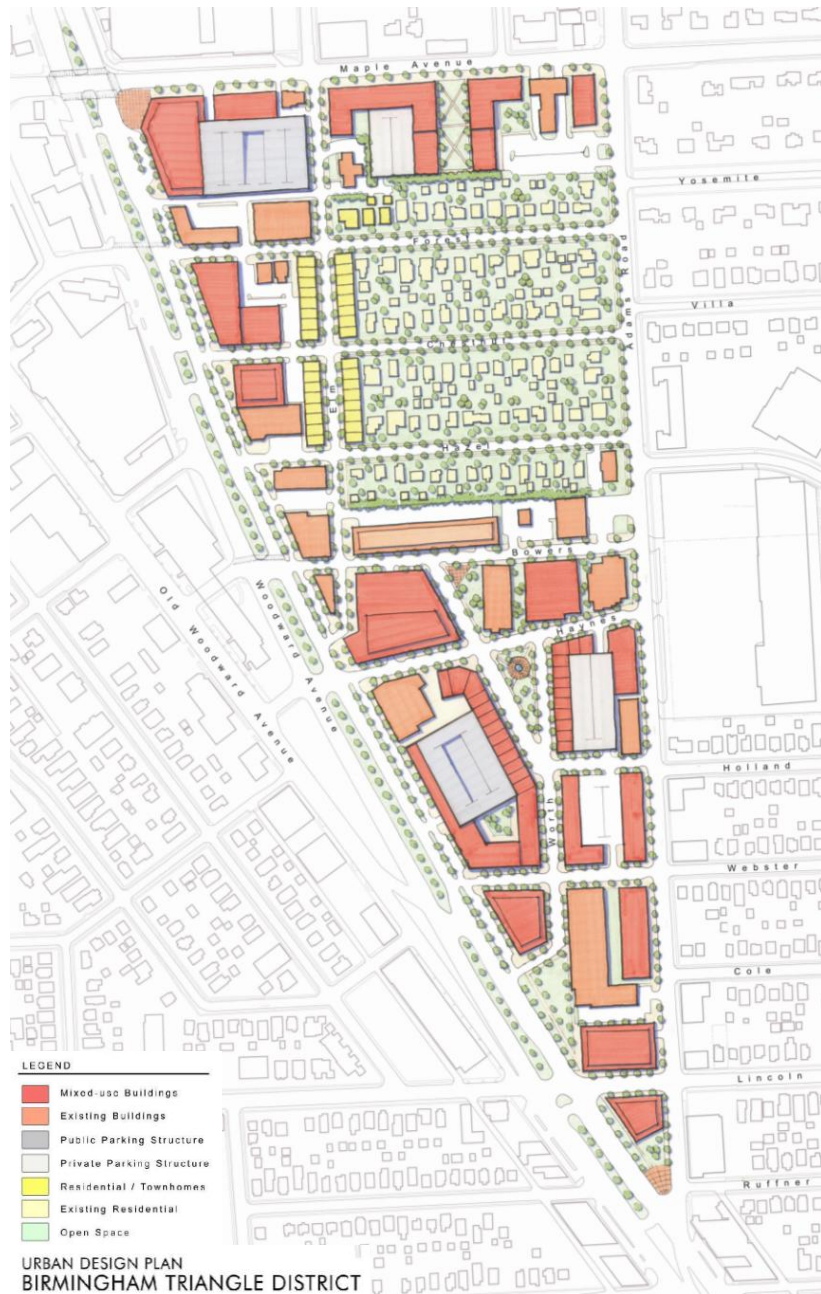 Maple Avenue
Yosemite
Forest
Adams Road
Villa
Chestnut
Elm
Hazel
Bowers
Old Woodward Avenue
Woodward Avenue
Haynes
Holland
Worth
Webster
Cole
Lincoln
Ruffner
LEGEND
Mixed-use Buildings
Existing Buildings
Public Parking Structure
Private Parking Structure
Residential / Townhomes
Existing Residential
Open Space
URBAN DESIGN PLAN
BIRMINGHAM TRIANGLE DISTRICT